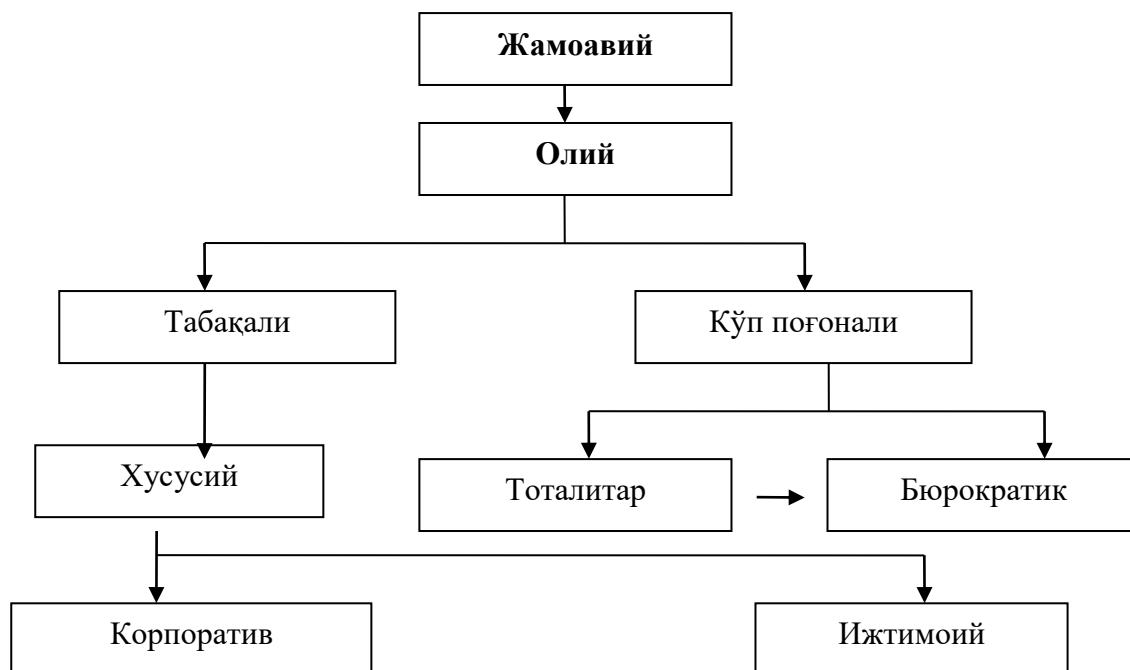 Жамоавий
Олий
Табақали
Кўп поғонали
Хусусий
Тоталитар
Бюрократик
Корпоратив
Ижтимоий